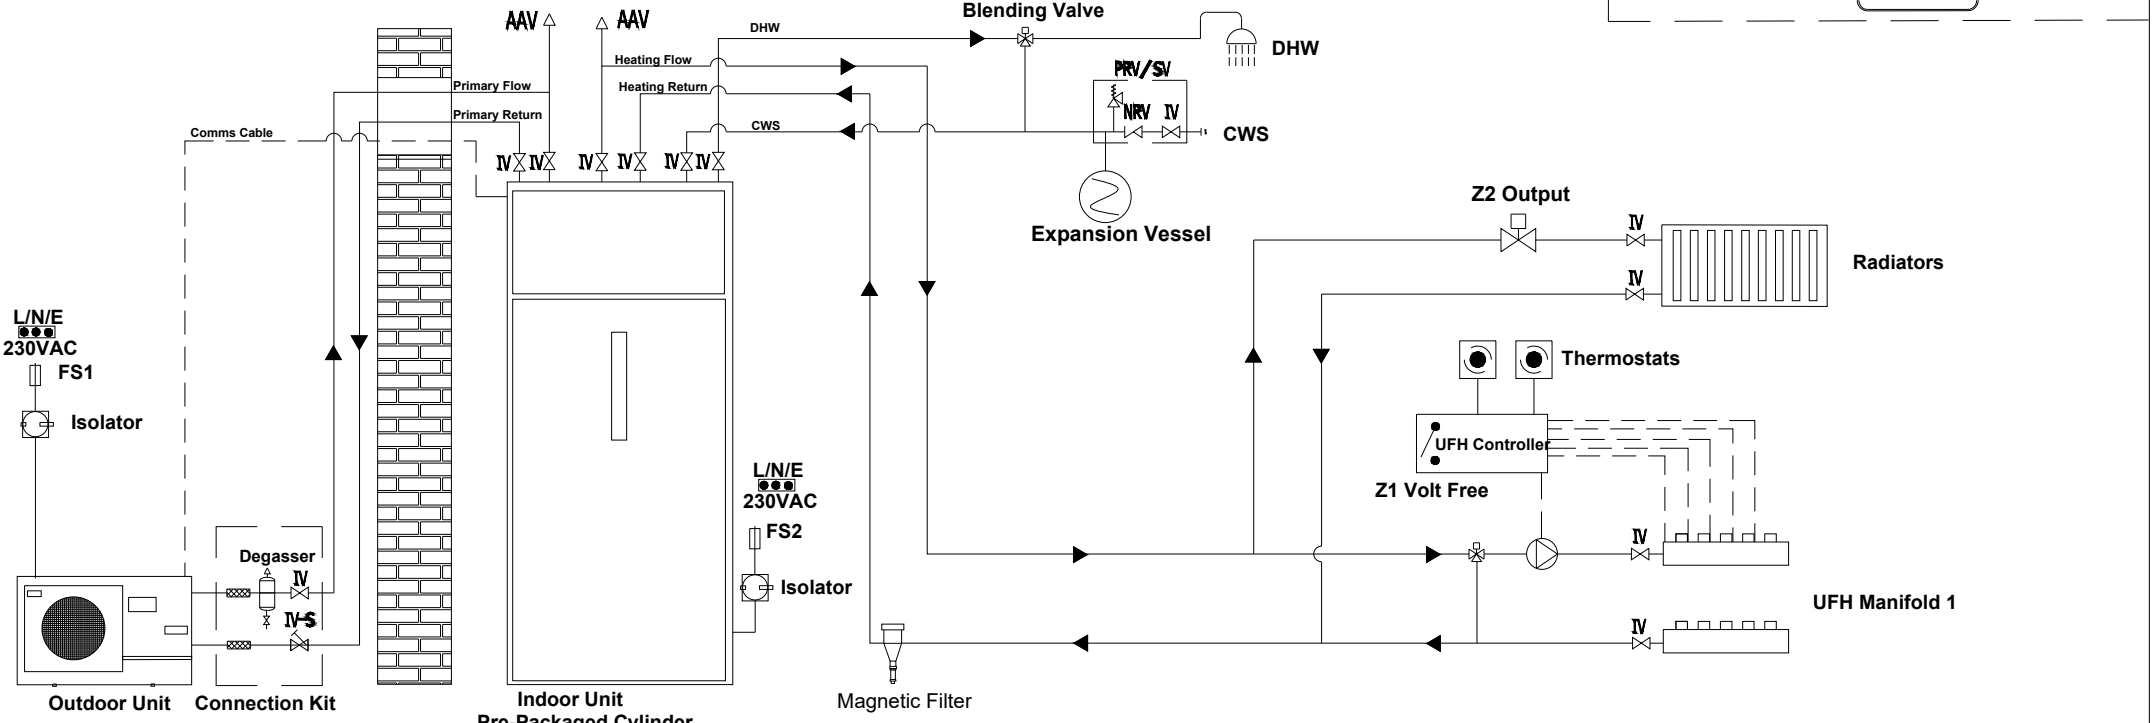 AAV
AAV
Blending Valve
DHW
DHW
Heating Flow
PRV/SV
Primary Flow
Heating Return
Primary Return
NRV
IV
CWS
CWS
Comms Cable
IV
IV
IV
IV
IV
IV
Z2 Output
Expansion Vessel
IV
Radiators
IV
L/N/E
230VAC
FS1
Thermostats
Isolator
UFH Controller
L/N/E
230VAC
Z1 Volt Free
FS2
IV
Degasser
IV
Isolator
IV-S
UFH Manifold 1
IV
Outdoor Unit
Connection Kit
Indoor Unit
Pre-Packaged Cylinder
Magnetic Filter